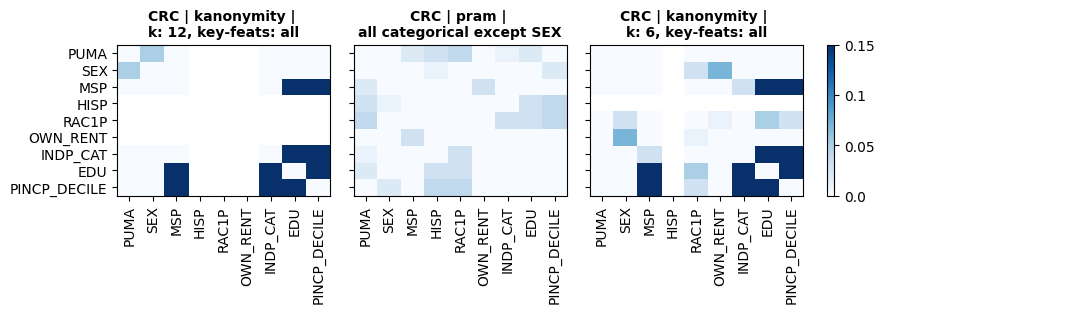 CRC | kanonymity |
k: 12, key-feats: all
CRC | pram |
all categorical except SEX
CRC | kanonymity |
k: 6, key-feats: all
PUMA
SEX
MSP
HISP
RAC1P
OWN_RENT
INDP_CAT
EDU
PINCP_DECILE
PUMA
SEX
MSP
HISP
RAC1P
OWN_RENT
INDP_CAT
EDU
PINCP_DECILE
PUMA
SEX
MSP
HISP
RAC1P
OWN_RENT
INDP_CAT
EDU
PINCP_DECILE
PUMA
SEX
MSP
HISP
RAC1P
OWN_RENT
INDP_CAT
EDU
PINCP_DECILE
0.15
0.1
0.05
0.0